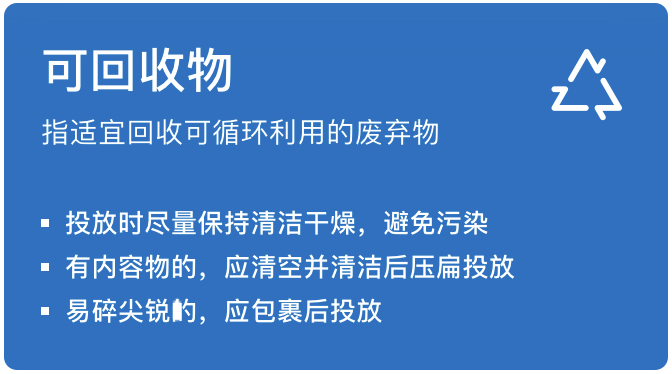 可回收物
指适宜回收可循环利用的废弃物
投放时尽量保持清洁干燥，避免污染
有内容物的，应清空并清洁后压扁投放
易碎尖锐的，应包裹后投放